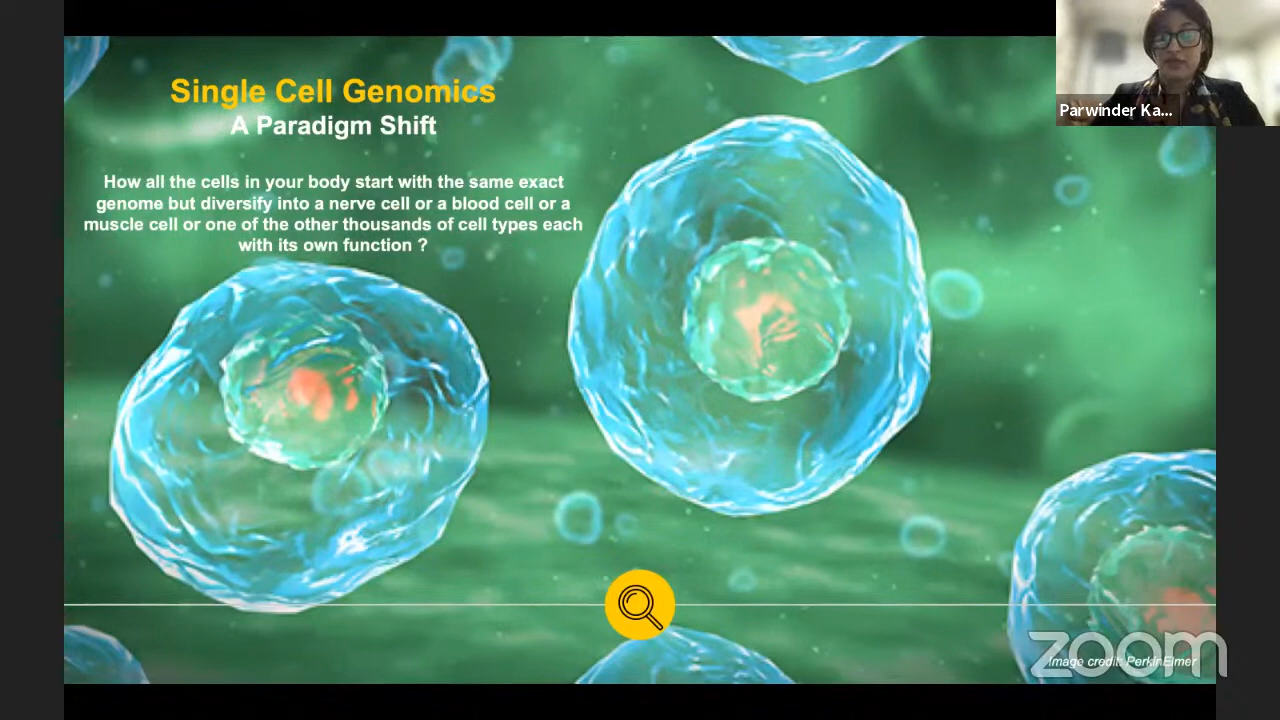 Single Cell Genomics
A Paradigm Shift
How all the cells in your body start with the same exact
genome but diversify into a nerve cell or a blood cell or a
muscle cell or one of the other thousands of cell types each
with its own function ?
Parwinder Ka...
zoom
Image credit: PerkinElmer